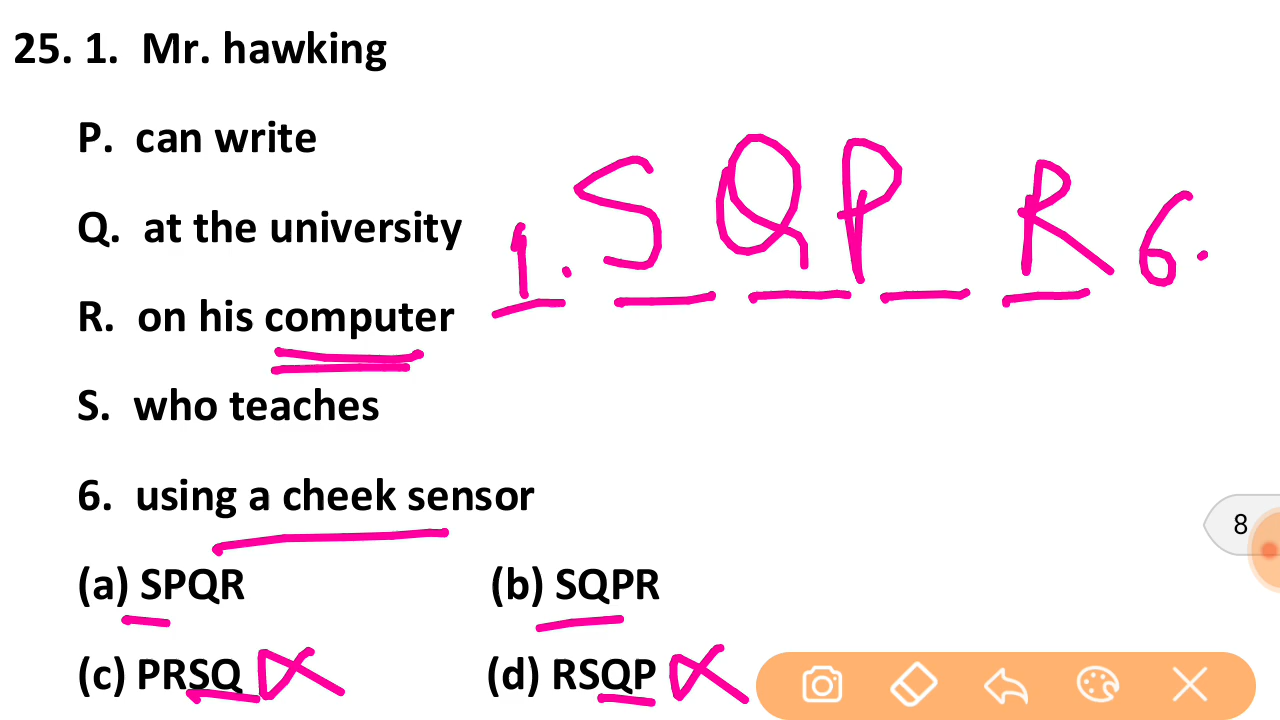 25. 1. Mr. hawking
P. can write
Q. at the university
R. on his computer
S. who teaches
6. using a cheek sensor
(a) SPQR (b) SQPR
(c) PRSQ (d) RSQP
1. S Q P R 6.
8